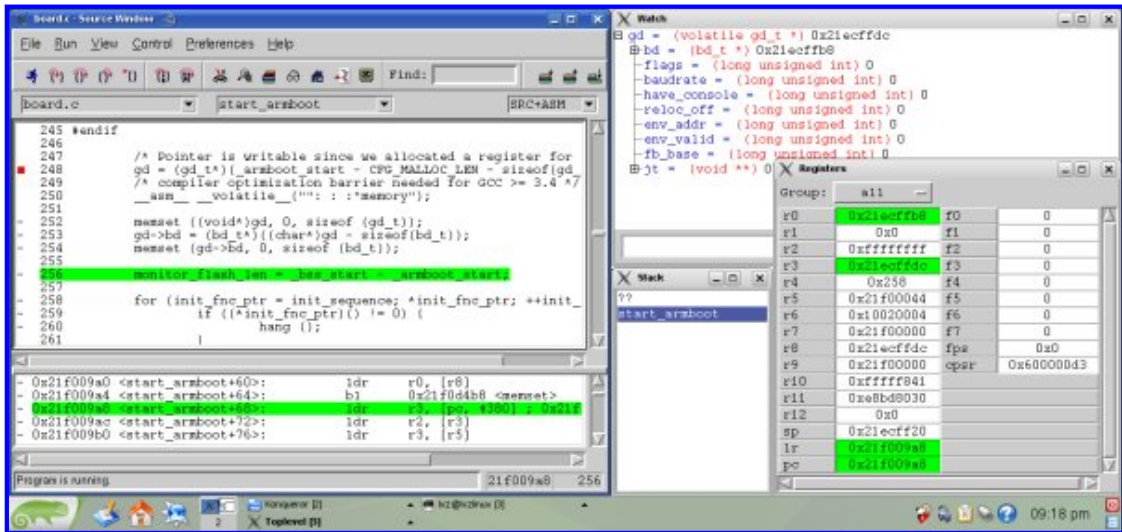 board.c - Source Window
File Run View Control Preferences Help
Find:
board.c start_armboot SRC+ASM
245 #endif
246
247 /* Pointer is writable since we allocated a register for
248 gd = (gd_t*)(_armboot_start - CFG_MALLOC_LEN - sizeof(gd_
249 /* compiler optimization barrier needed for GCC >= 3.4 */
250 __asm__ __volatile__("": : :"memory");
251
252 memset ((void*)gd, 0, sizeof (gd_t));
253 gd->bd = (bd_t*)((char*)gd - sizeof(bd_t));
254 memset (gd->bd, 0, sizeof (bd_t));
255
256 monitor_flash_len = _bss_start - _armboot_start;
257
258 for (init_fnc_ptr = init_sequence; *init_fnc_ptr; ++init_
259 if ((*init_fnc_ptr)() != 0) {
260 hang ();
261 }
- 0x21f009a0 <start_armboot+60>: ldr r0, [r8]
- 0x21f009a4 <start_armboot+64>: bl 0x21f0d4b8 <memset>
- 0x21f009a8 <start_armboot+68>: ldr r3, [pc, #380] ; 0x21f
- 0x21f009ac <start_armboot+72>: ldr r2, [r3]
- 0x21f009b0 <start_armboot+76>: ldr r3, [r5]
Program is running. 21f009a8 256
Watch
gd = (volatile gd_t *) 0x21ecffdc
bd = (bd_t *) 0x21ecffb8
flags = (long unsigned int) 0
baudrate = (long unsigned int) 0
have_console = (long unsigned int) 0
reloc_off = (long unsigned int) 0
env_addr = (long unsigned int) 0
env_valid = (long unsigned int) 0
fb_base = (long unsigned int) 0
jt = (void **) 0
Stack
??
start_armboot
Registers
Group: all
r0 0x21ecffb8 f0 0
r1 0x0 f1 0
r2 0xffffffff f2 0
r3 0x21ecffdc f3 0
r4 0x258 f4 0
r5 0x21f00044 f5 0
r6 0x10020004 f6 0
r7 0x21f00000 f7 0
r8 0x21ecffdc fps 0x0
r9 0x21f00000 cpsr 0x600000d3
r10 0xfffff841
r11 0xe8bd8030
r12 0x0
sp 0x21ecff20
lr 0x21f009a8
pc 0x21f009a8
2
Konqueror [2]
Toplevel [5]
09:18 pm